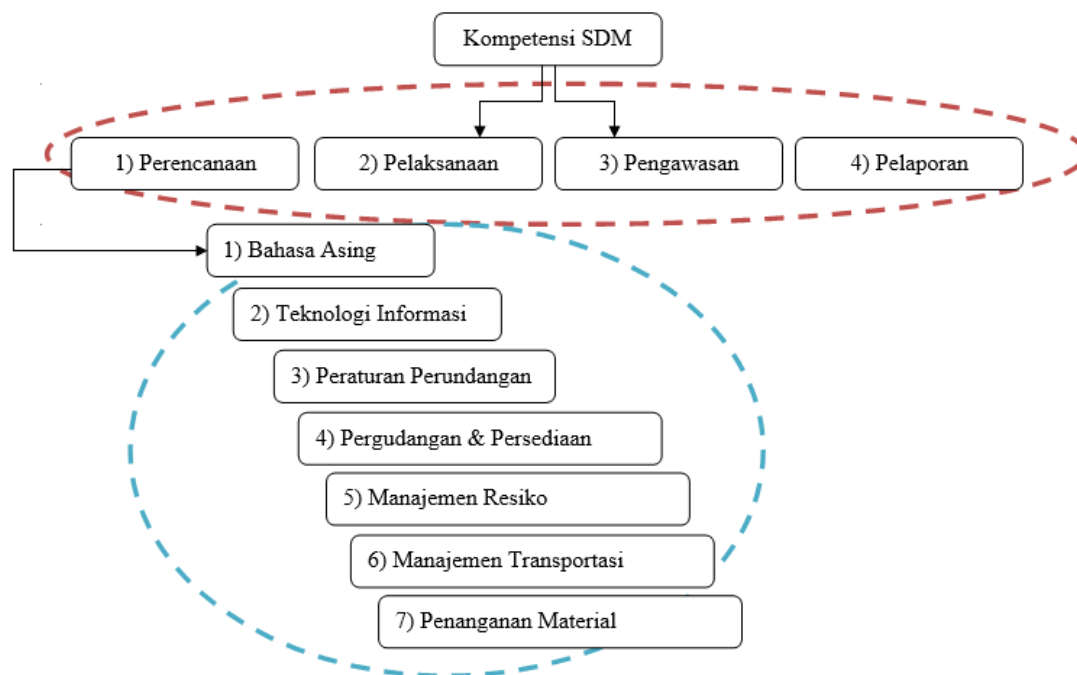 Kompetensi SDM
1) Perencanaan
2) Pelaksanaan
3) Pengawasan
4) Pelaporan
1) Bahasa Asing
2) Teknologi Informasi
3) Peraturan Perundangan
4) Pergudangan & Persediaan
5) Manajemen Resiko
6) Manajemen Transportasi
7) Penanganan Material